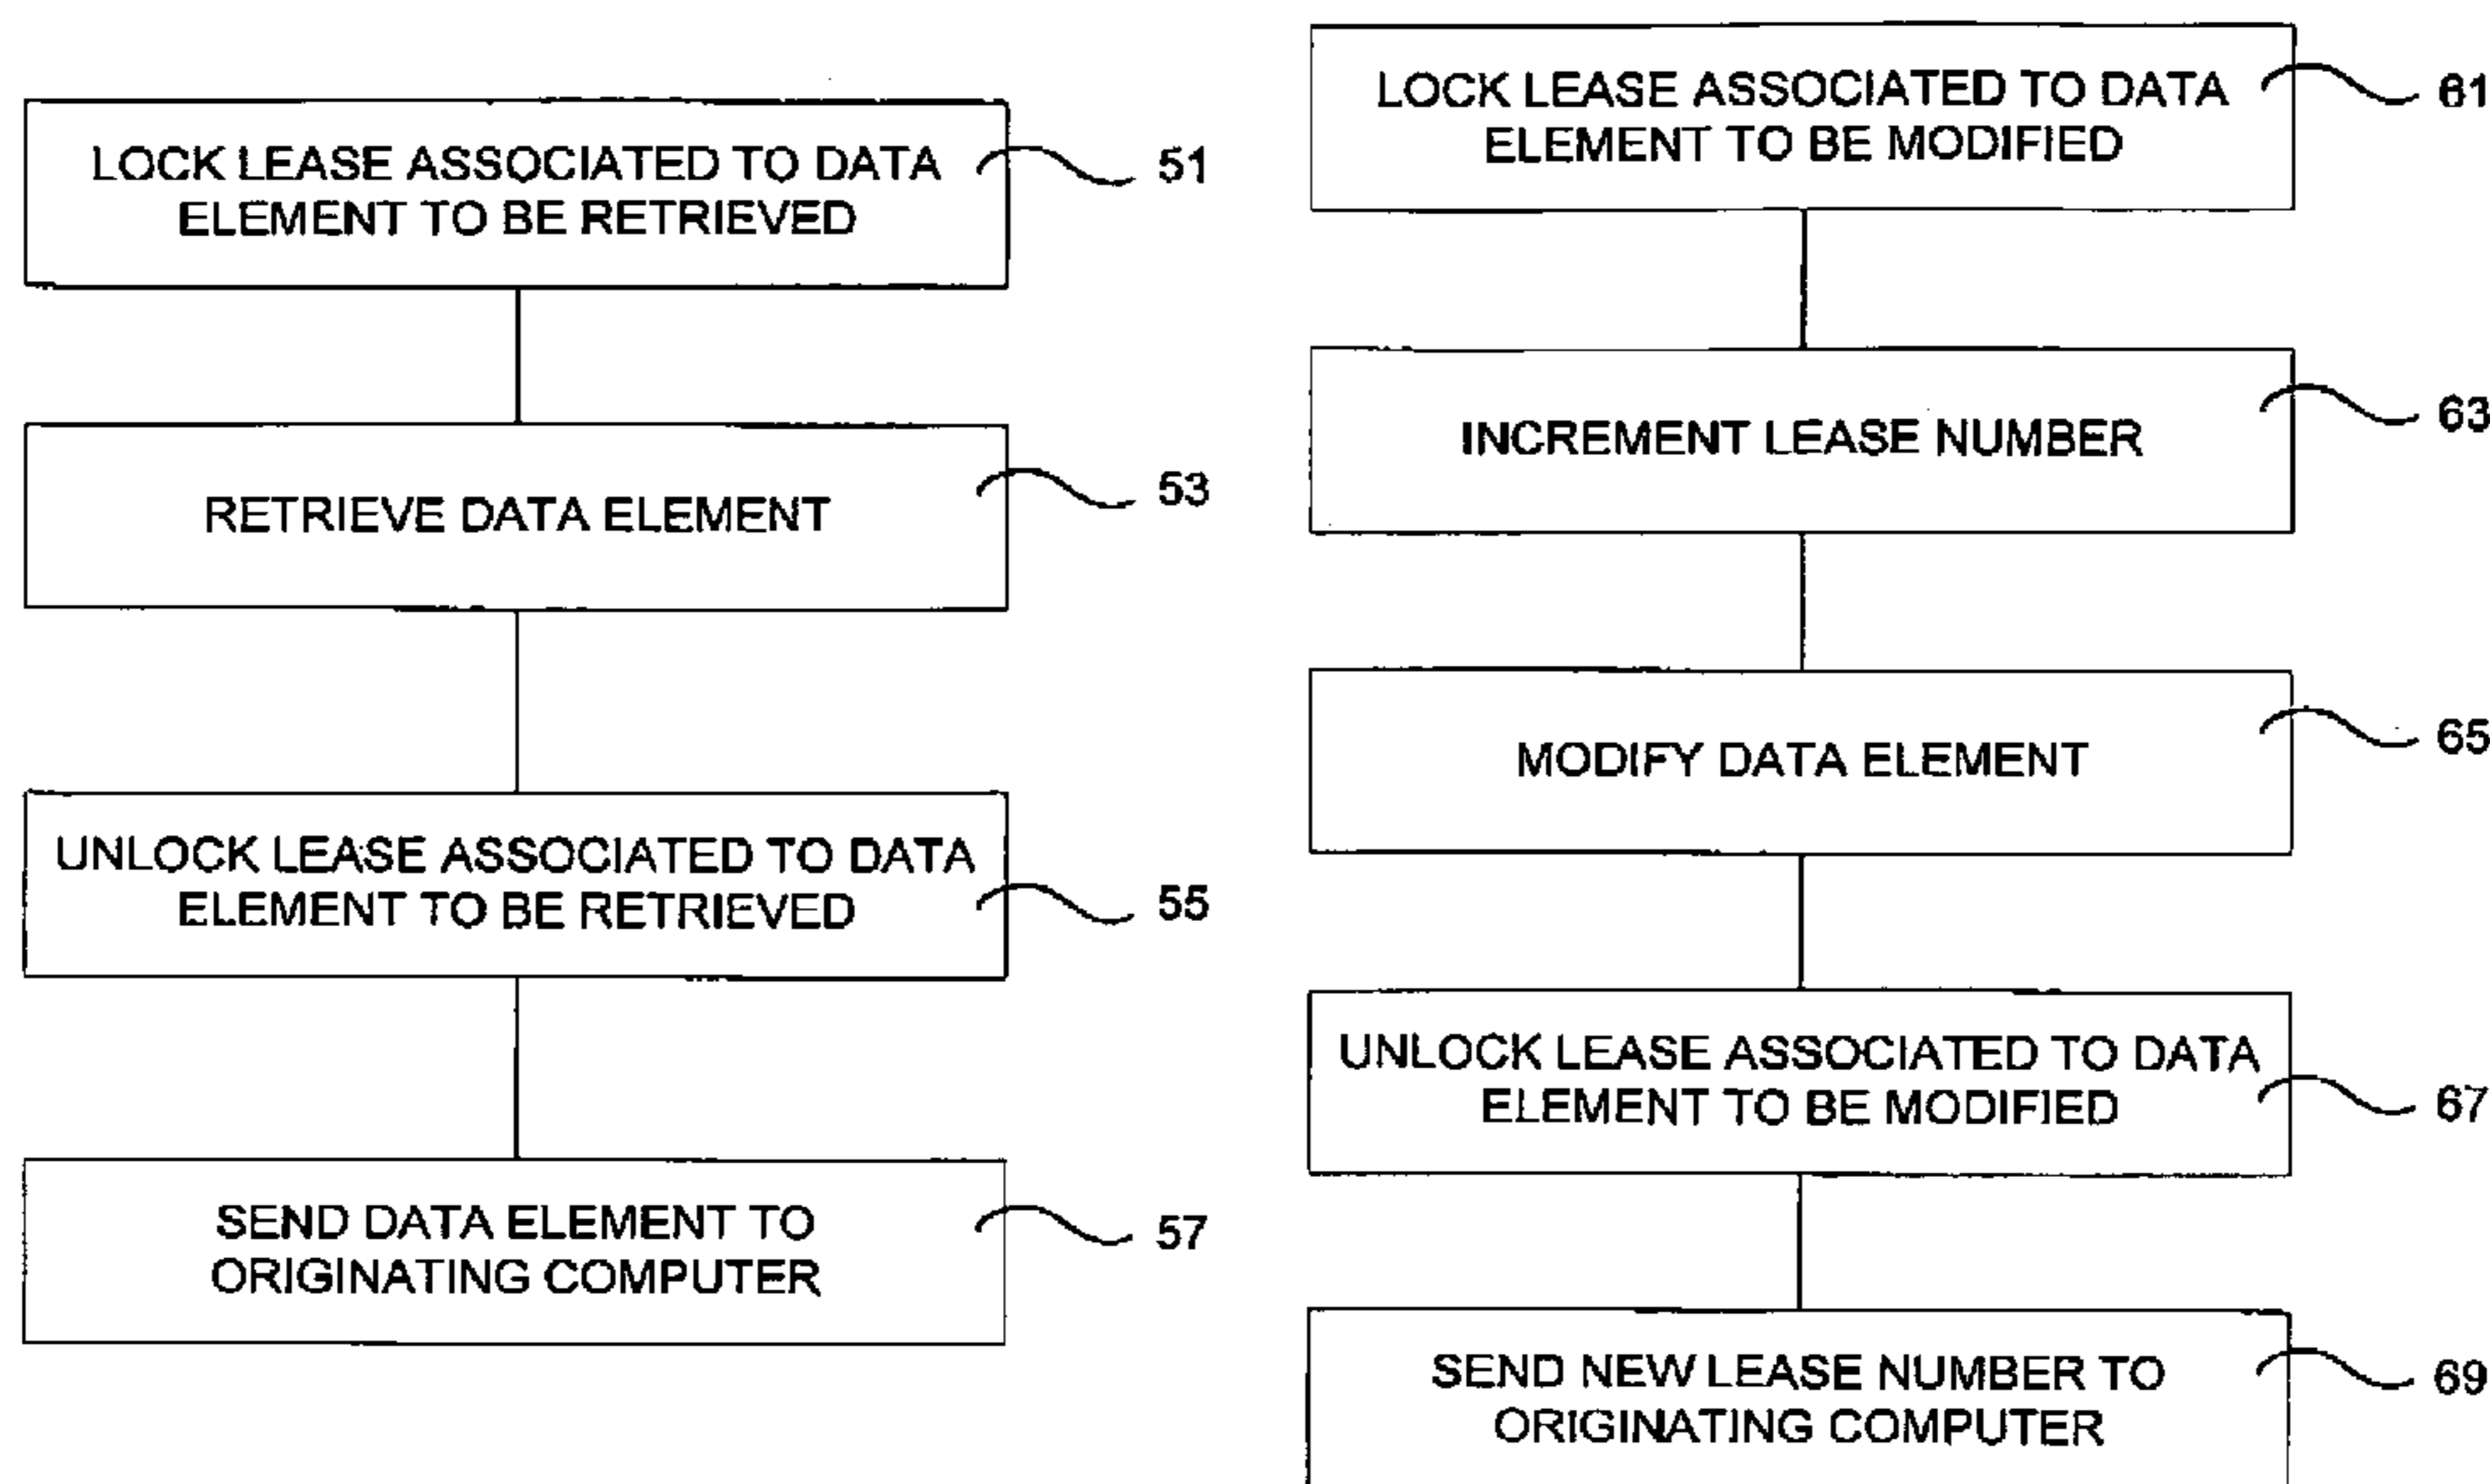 LOCK LEASE ASSOCIATED TO DATA
ELEMENT TO BE RETRIEVED
51
RETRIEVE DATA ELEMENT
53
UNLOCK LEASE ASSOCIATED TO DATA
ELEMENT TO BE RETRIEVED
55
SEND DATA ELEMENT TO
ORIGINATING COMPUTER
57
LOCK LEASE ASSOCIATED TO DATA
ELEMENT TO BE MODIFIED
61
INCREMENT LEASE NUMBER
63
MODIFY DATA ELEMENT
65
UNLOCK LEASE ASSOCIATED TO DATA
ELEMENT TO BE MODIFIED
67
SEND NEW LEASE NUMBER TO
ORIGINATING COMPUTER
69